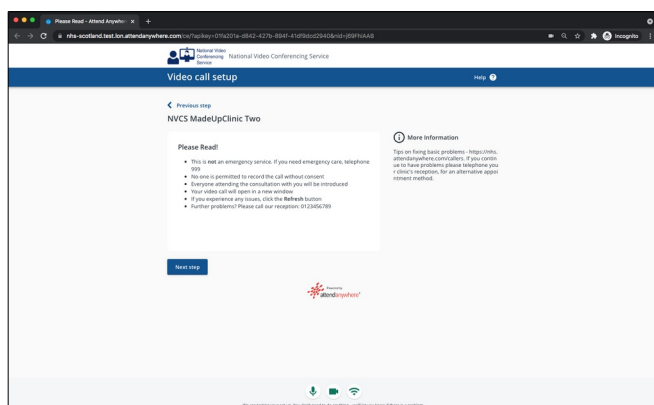 Please Read - Attend Anywhere
nhs-scotland.test.lon.attendanywhere.com/ce/?apikey=01fa201a-d842-427b-894f-41df9dcd2940&nid=j69FhiAAB
Incognito
National Video
Conferencing
Service
National Video Conferencing Service
Video call setup
Help ?
Previous step
NVCS MadeUpClinic Two
Please Read!
This is not an emergency service. If you need emergency care, telephone
999
No one is permitted to record the call without consent
Everyone attending the consultation with you will be introduced
Your video call will open in a new window
If you experience any issues, click the Refresh button
Further problems? Please call our reception: 0123456789
More Information
Tips on fixing basic problems - https://nhs.
attendanywhere.com/callers. If you contin
ue to have problems please telephone you
r clinic's reception, for an alternative appoi
ntment method.
Next step
Powered by
attendanywhere